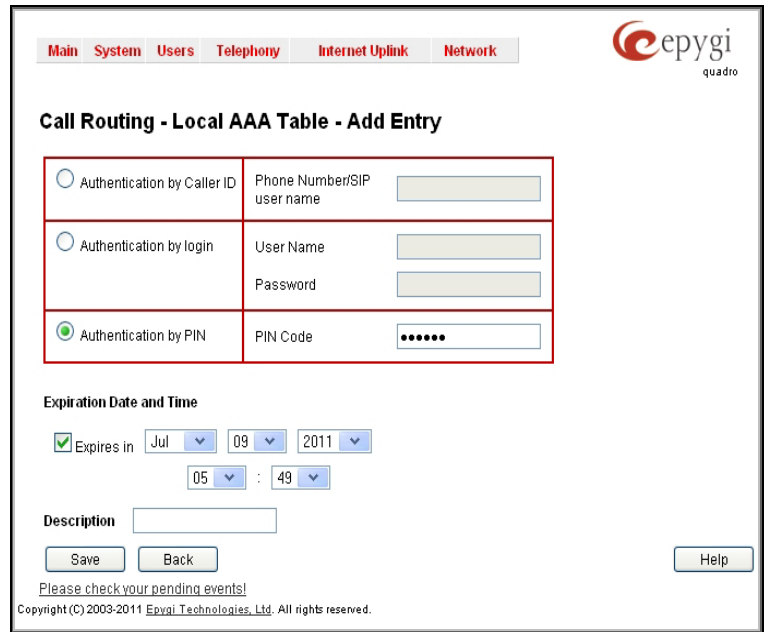 Main System Users Telephony Internet Uplink Network
epygi
quadro
Call Routing - Local AAA Table - Add Entry
Authentication by Caller ID
Phone Number/SIP
user name
Authentication by login
User Name
Password
Authentication by PIN
PIN Code ••••••
Expiration Date and Time
Expires in Jul 09 2011
05 : 49
Description
Save Back Help
Please check your pending events!
Copyright (C) 2003-2011 Epygi Technologies, Ltd. All rights reserved.